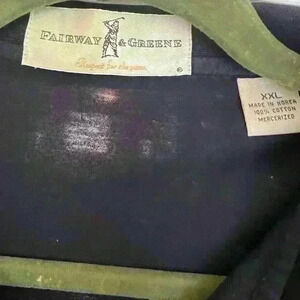 FAIRWAY & GREENE
Respect for the game.
®
XXL
MADE IN KOREA
100% COTTON
MERCERIZED